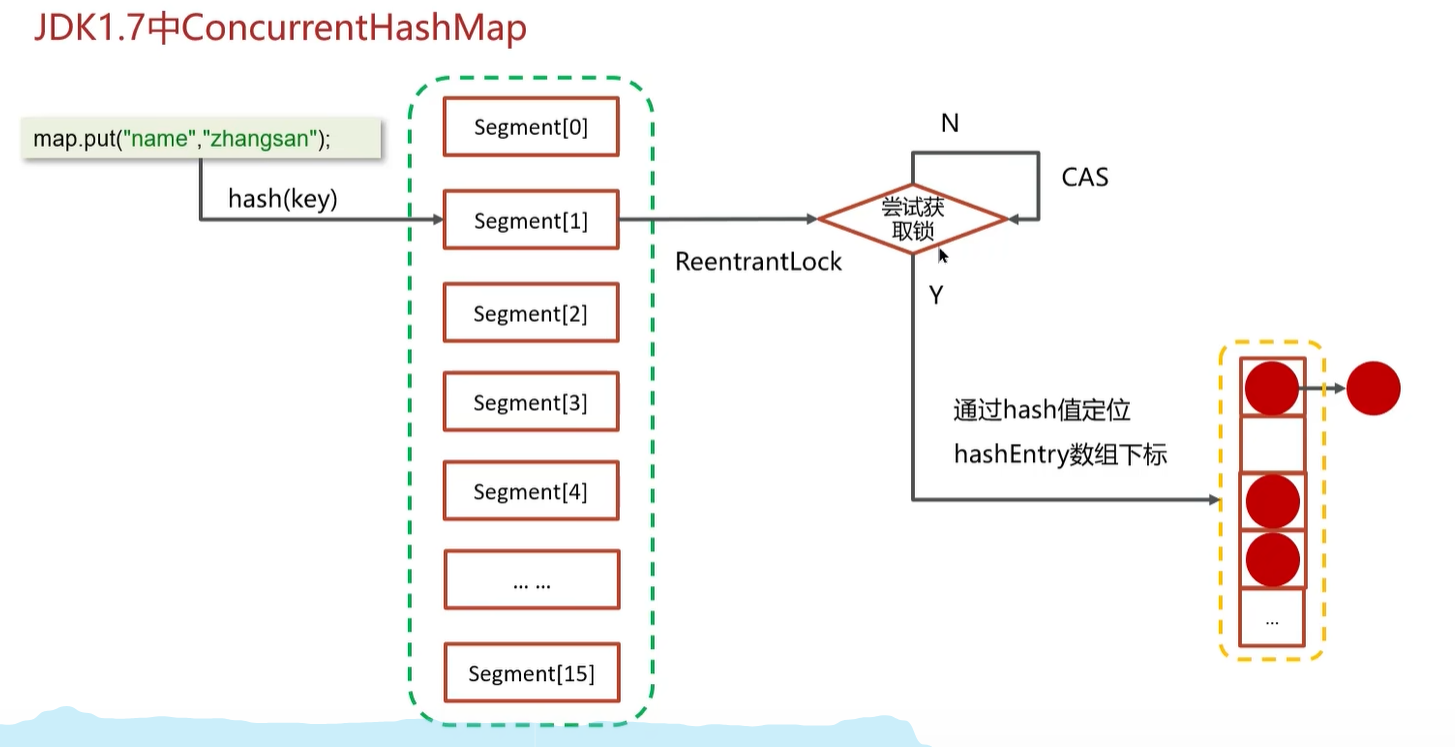 JDK1.7中ConcurrentHashMap
map.put("name","zhangsan");
hash(key)
Segment[0]
Segment[1]
Segment[2]
Segment[3]
Segment[4]
... ...
Segment[15]
ReentrantLock
N
CAS
尝试获
取锁
Y
通过hash值定位
hashEntry数组下标
...